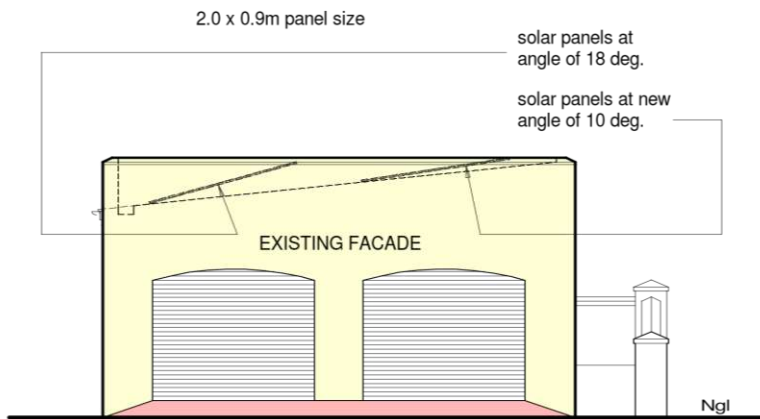 2.0 x 0.9m panel size
solar panels at
angle of 18 deg.
solar panels at new
angle of 10 deg.
EXISTING FACADE
Ngl